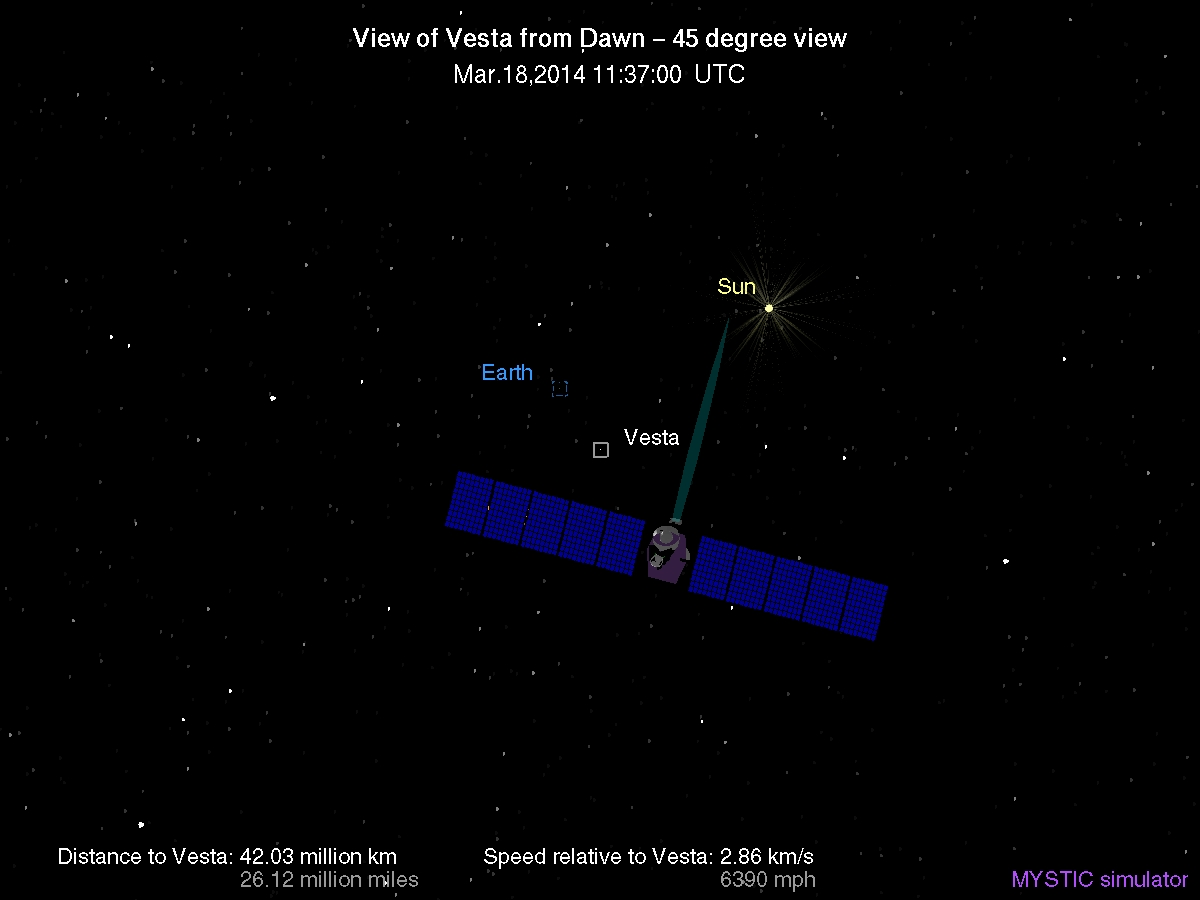 View of Vesta from Dawn – 45 degree view
Mar.18,2014 11:37:00 UTC
Sun
Earth
Vesta
Distance to Vesta: 42.03 million km
26.12 million miles
Speed relative to Vesta: 2.86 km/s
6390 mph
MYSTIC simulator